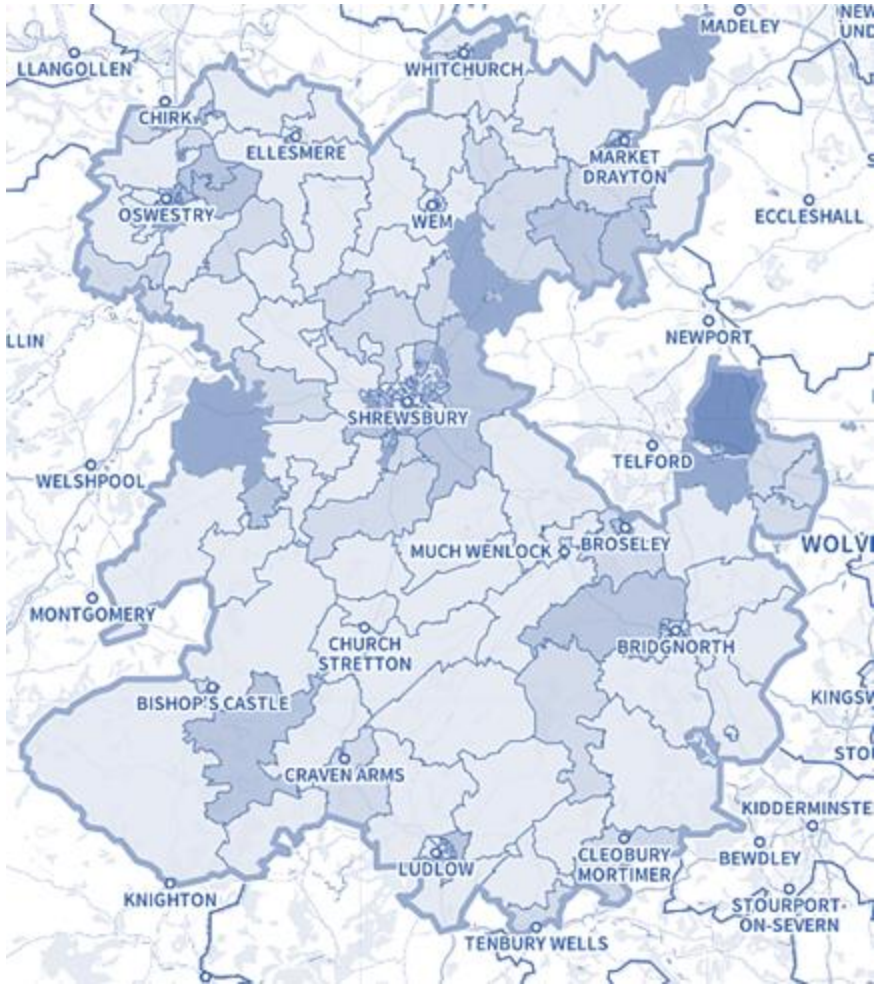 MADELEY
NEW
UND
LLANGOLLEN
WHITCHURCH
CHIRK
ELLESMERE
MARKET
DRAYTON
OSWESTRY
WEM
ECCLESHALL
LLIN
NEWPORT
SHREWSBURY
TELFORD
WELSHPOOL
WOLV
MUCH WENLOCK
BROSELEY
MONTGOMERY
CHURCH
STRETTON
BRIDGNORTH
BISHOP'S CASTLE
KINGSW
STOU
CRAVEN ARMS
KIDDERMINSTE
LUDLOW
CLEOBURY
MORTIMER
BEWDLEY
KNIGHTON
STOURPORT-
ON-SEVERN
TENBURY WELLS